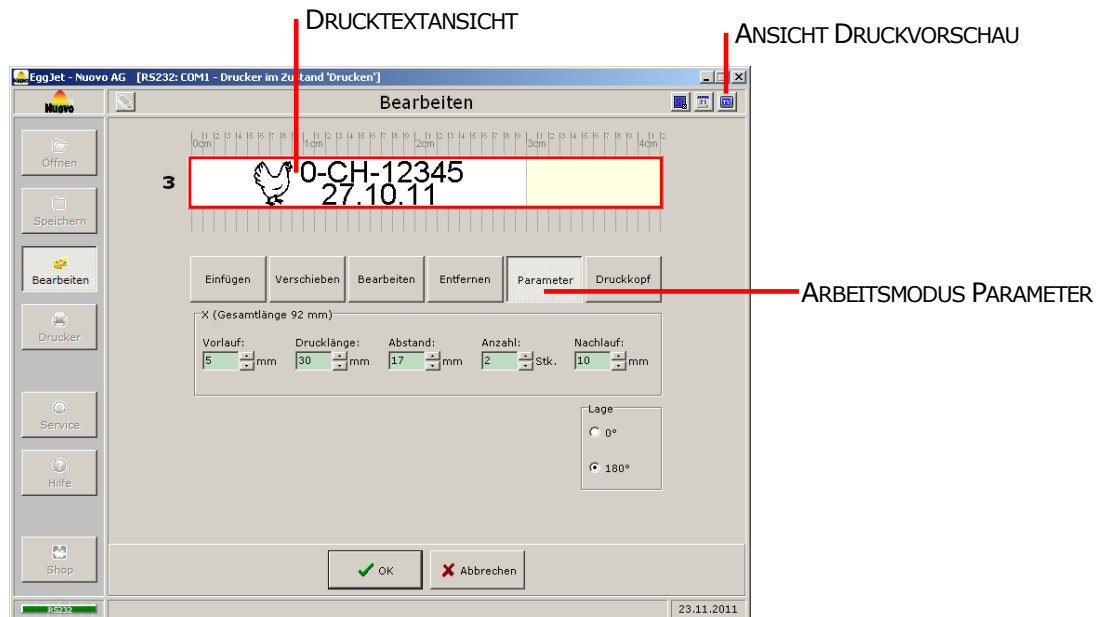 DRUCKTEXTANSICHT
ANSICHT DRUCKVORSCHAU
EggJet - Nuovo AG [RS232: COM1 - Drucker im Zustand 'Drucken']
Nuovo
Bearbeiten
0cm 1cm 2cm 3cm 4cm
Öffnen
3
0-CH-12345
27.10.11
Speichern
Bearbeiten
Einfügen Verschieben Bearbeiten Entfernen Parameter Druckkopf
ARBEITSMODUS PARAMETER
X (Gesamtlänge 92 mm)
Drucker
Vorlauf: Drucklänge: Abstand: Anzahl: Nachlauf:
5 mm 30 mm 17 mm 2 Stk. 10 mm
Service
Lage
0°
180°
Hilfe
Shop
OK Abbrechen
RS232
23.11.2011